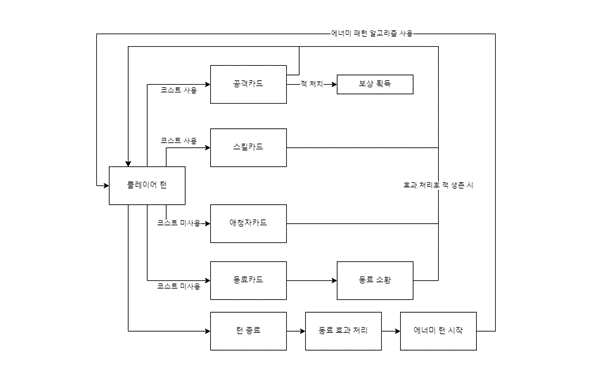 에너미 패턴 알고리즘 사용
공격카드
적 처치
보상 획득
코스트 사용
코스트 사용
스킬카드
플레이어 턴
효과 처리후 적 생존 시
코스트 미사용
애정자카드
코스트 미사용
동료카드
동료 소환
턴 종료
동료 효과 처리
에너미 턴 시작